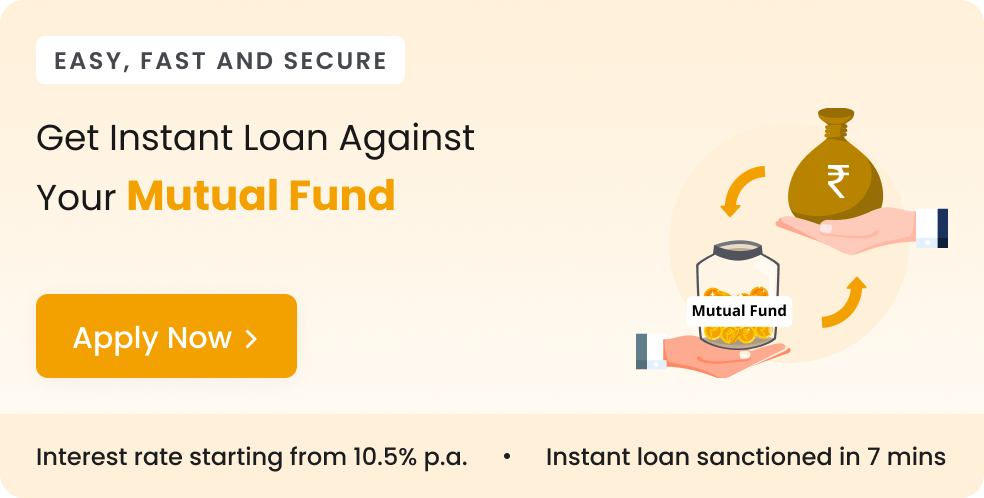 EASY, FAST AND SECURE
Get Instant Loan Against
Your Mutual Fund
₹
Mutual Fund
Apply Now >
Interest rate starting from 10.5% p.a. • Instant loan sanctioned in 7 mins